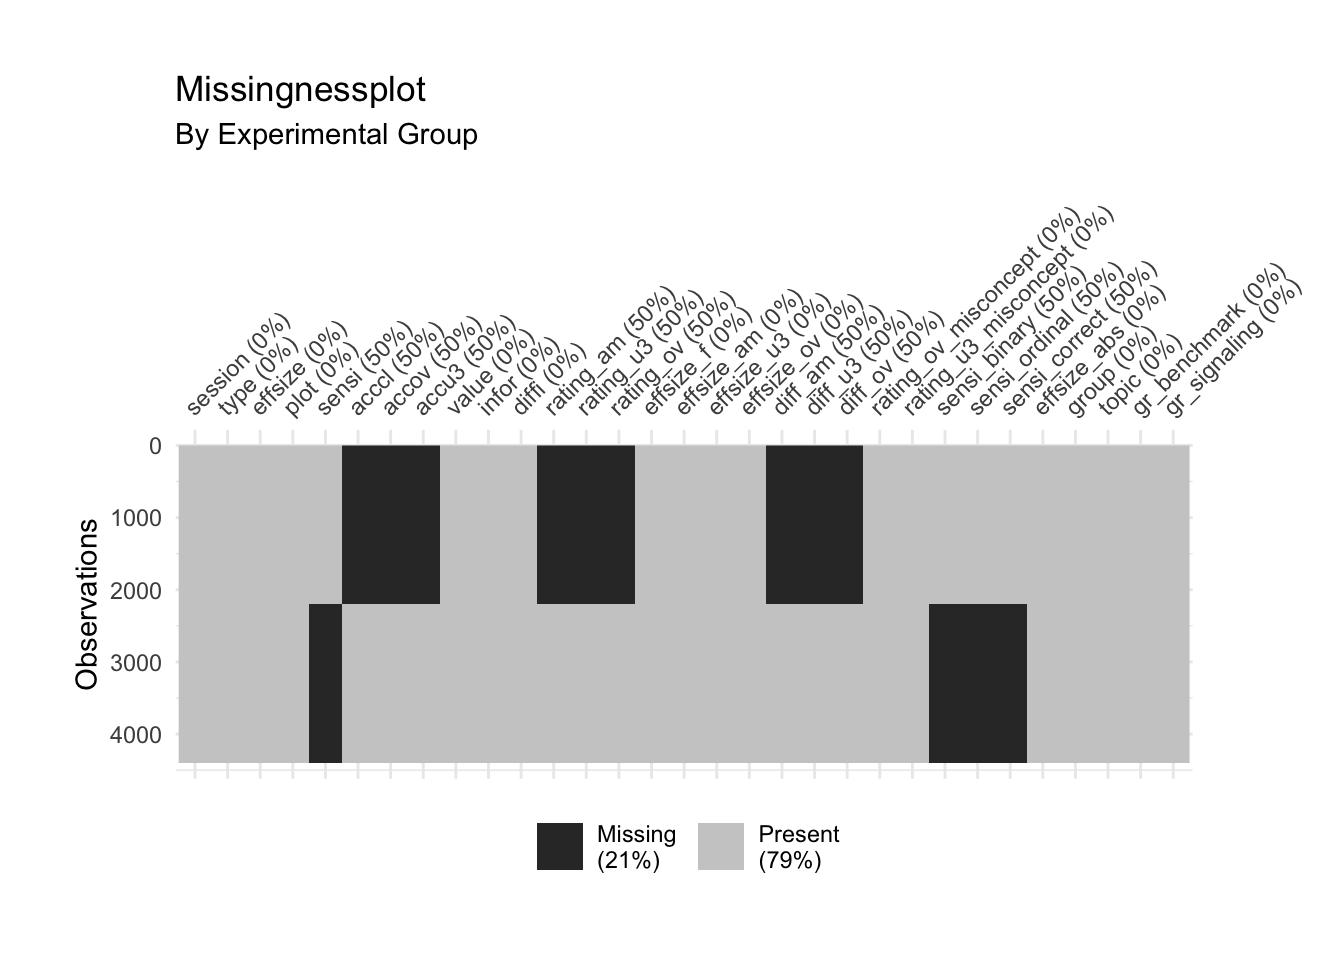 Missingnessplot
By Experimental Group
session (0%)
type (0%)
effsize (0%)
plot (0%)
sensi (50%)
accl (50%)
accov (50%)
accu3 (50%)
value (0%)
infor (0%)
diffi (0%)
rating_am (50%)
rating_u3 (50%)
rating_ov (50%)
effsize_f (0%)
effsize_am (0%)
effsize_u3 (0%)
effsize_ov (0%)
diff_am (50%)
diff_u3 (50%)
diff_ov (50%)
rating_ov_misconcept (0%)
rating_u3_misconcept (0%)
sensi_binary (50%)
sensi_ordinal (50%)
sensi_correct (50%)
effsize_abs (0%)
group (0%)
topic (0%)
gr_benchmark (0%)
gr_signaling (0%)
0
1000
2000
3000
4000
Observations
Missing
(21%)
Present
(79%)